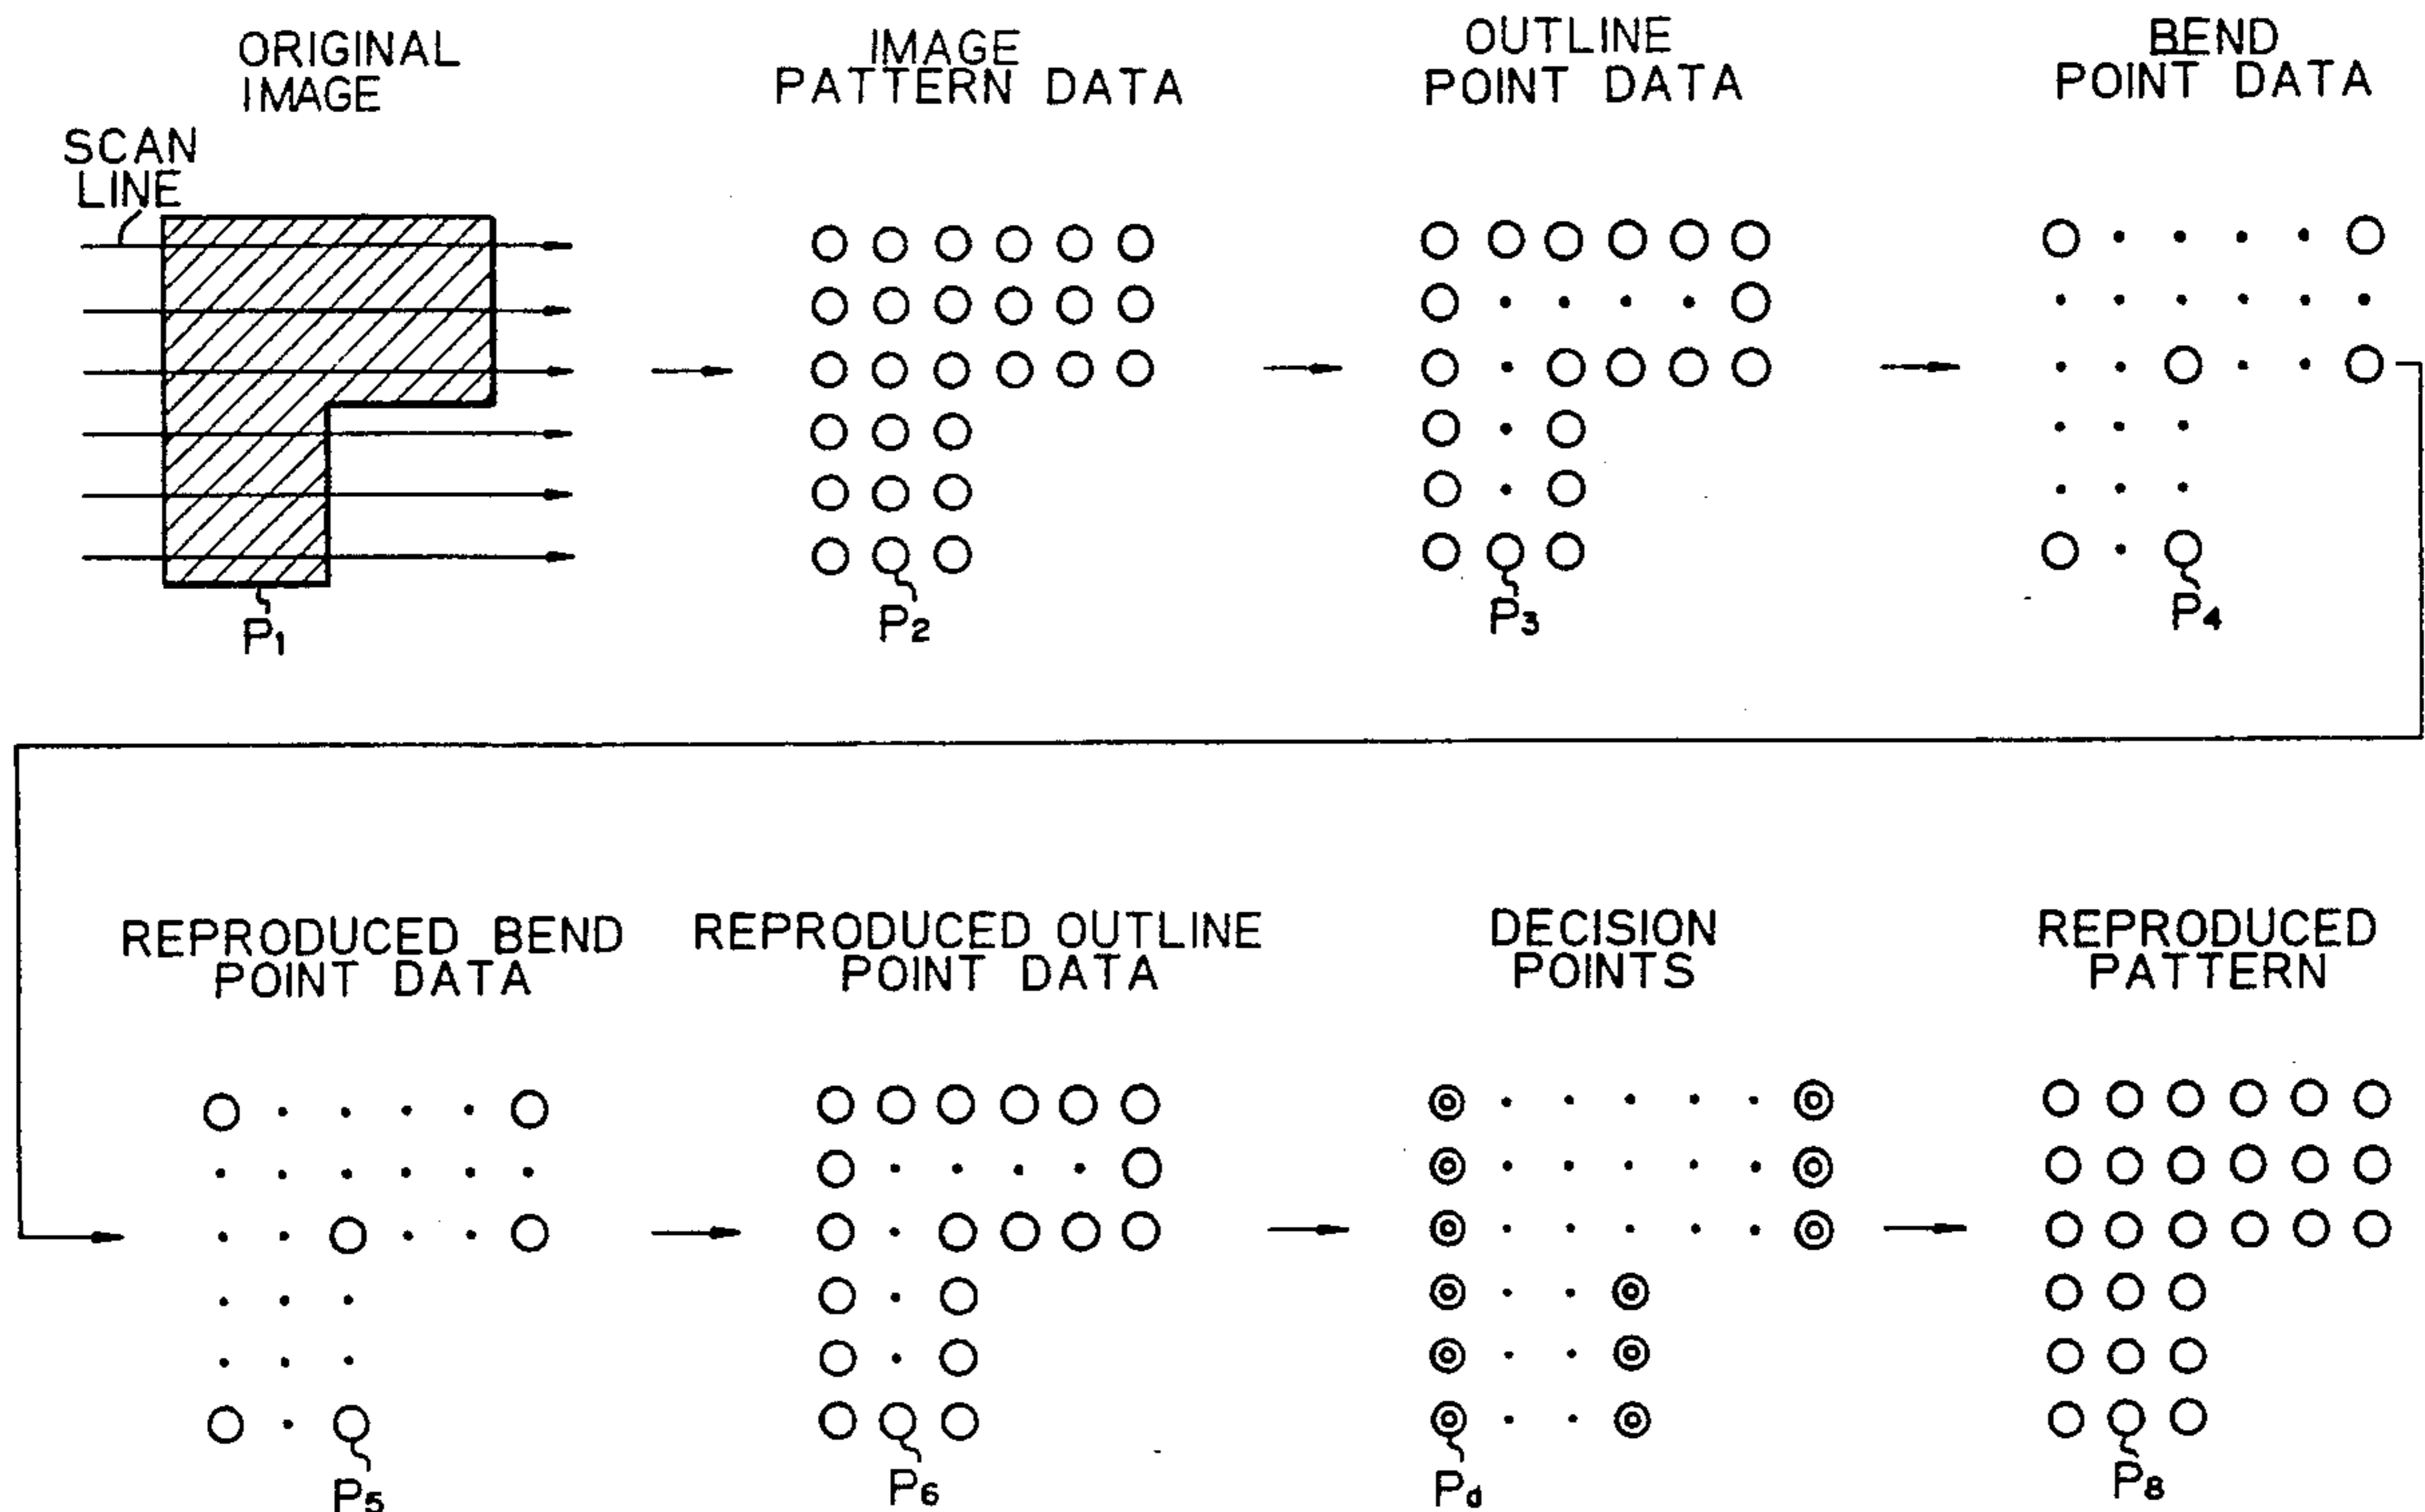 ORIGINAL
IMAGE
IMAGE
PATTERN DATA
OUTLINE
POINT DATA
BEND
POINT DATA
SCAN
LINE
P1
P2
P3
P4
REPRODUCED BEND
POINT DATA
REPRODUCED OUTLINE
POINT DATA
DECISION
POINTS
REPRODUCED
PATTERN
P5
P6
Pd
P8